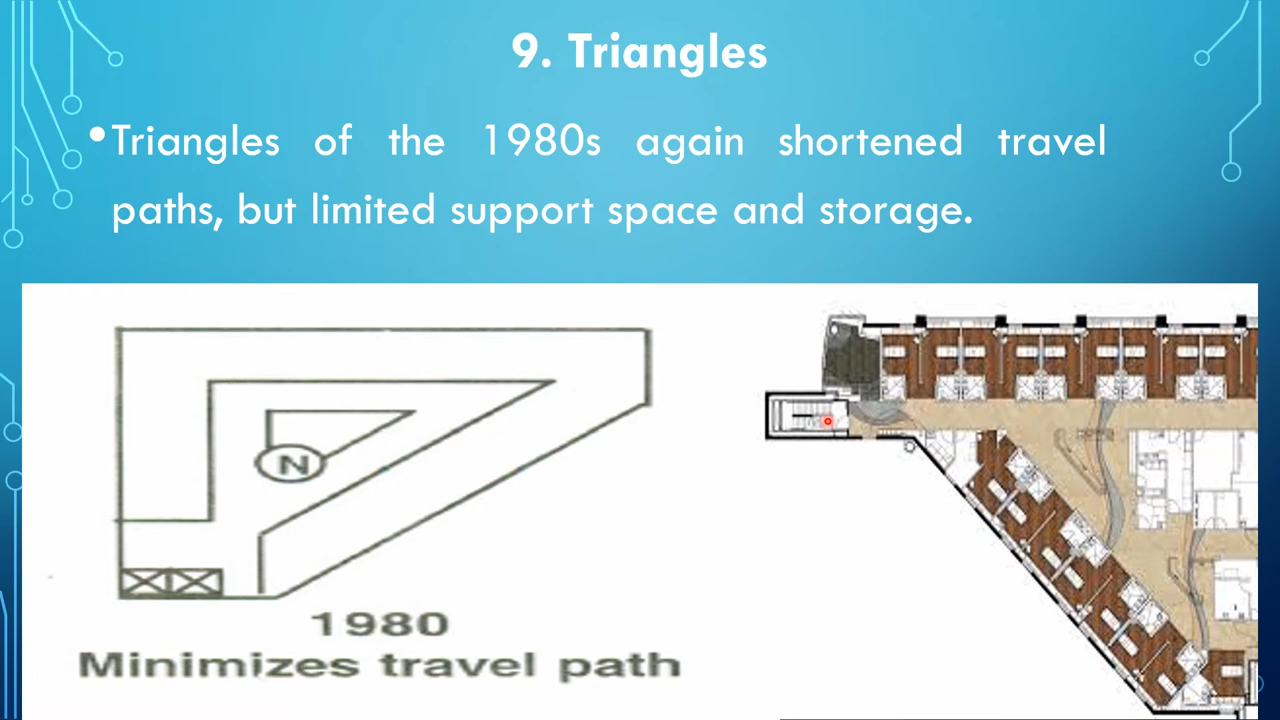 9. Triangles
•Triangles of the 1980s again shortened travel
paths, but limited support space and storage.
N
1980
Minimizes travel path